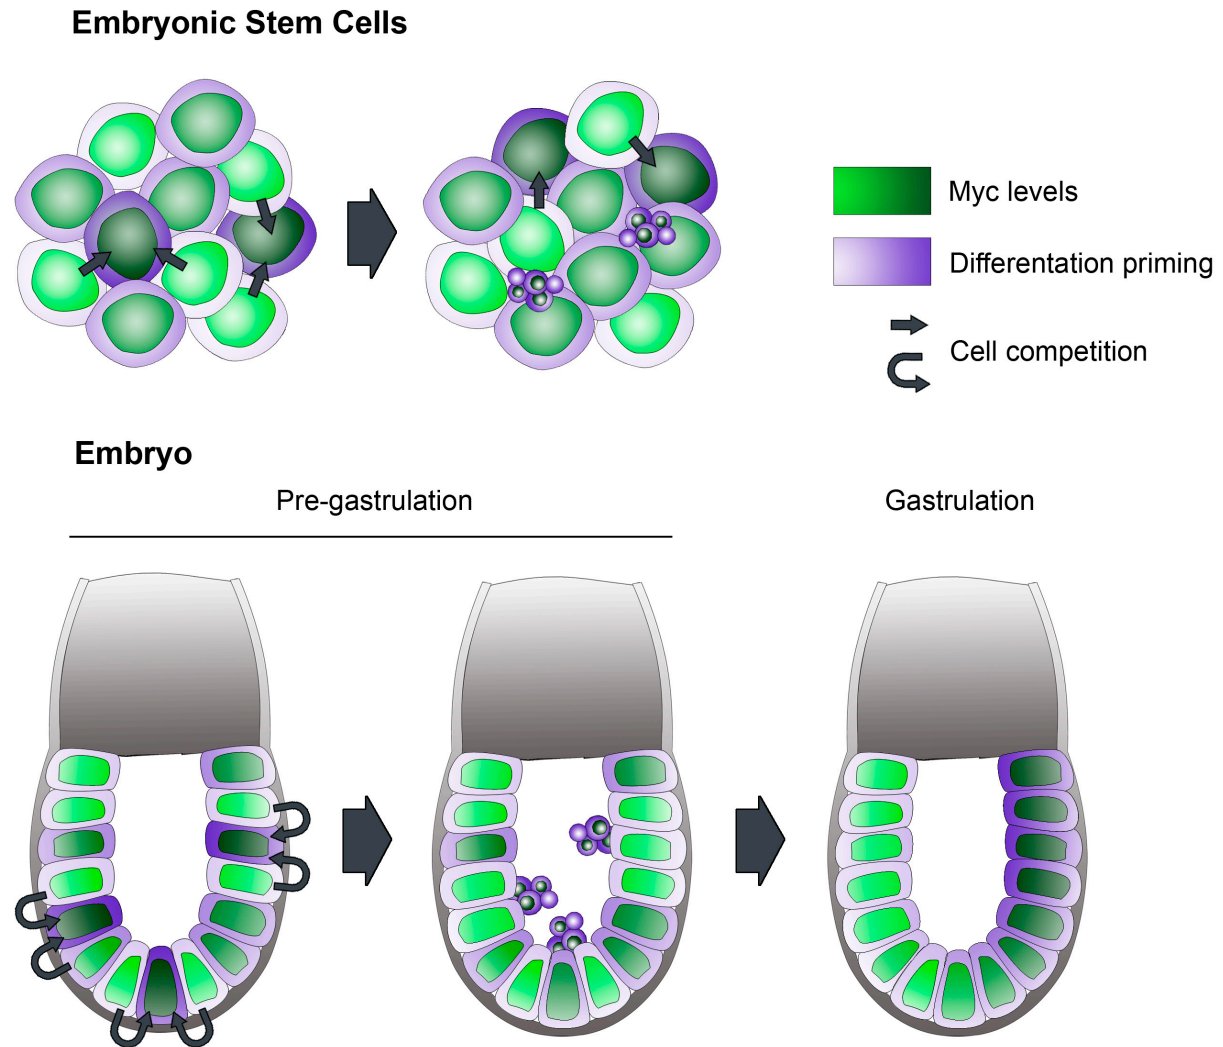 Embryonic Stem Cells
Myc levels
Differentation priming
Cell competition
Embryo
Pre-gastrulation
Gastrulation